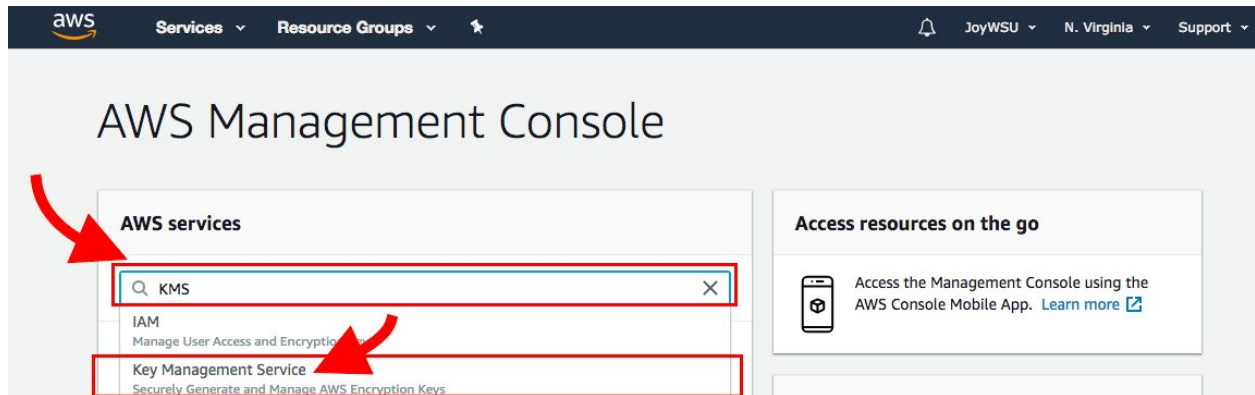 aws
Services
Resource Groups
JoyWSU
N. Virginia
Support
AWS Management Console
AWS services
KMS
IAM
Manage User Access and Encryption
Key Management Service
Securely Generate and Manage AWS Encryption Keys
Access resources on the go
Access the Management Console using the
AWS Console Mobile App. Learn more